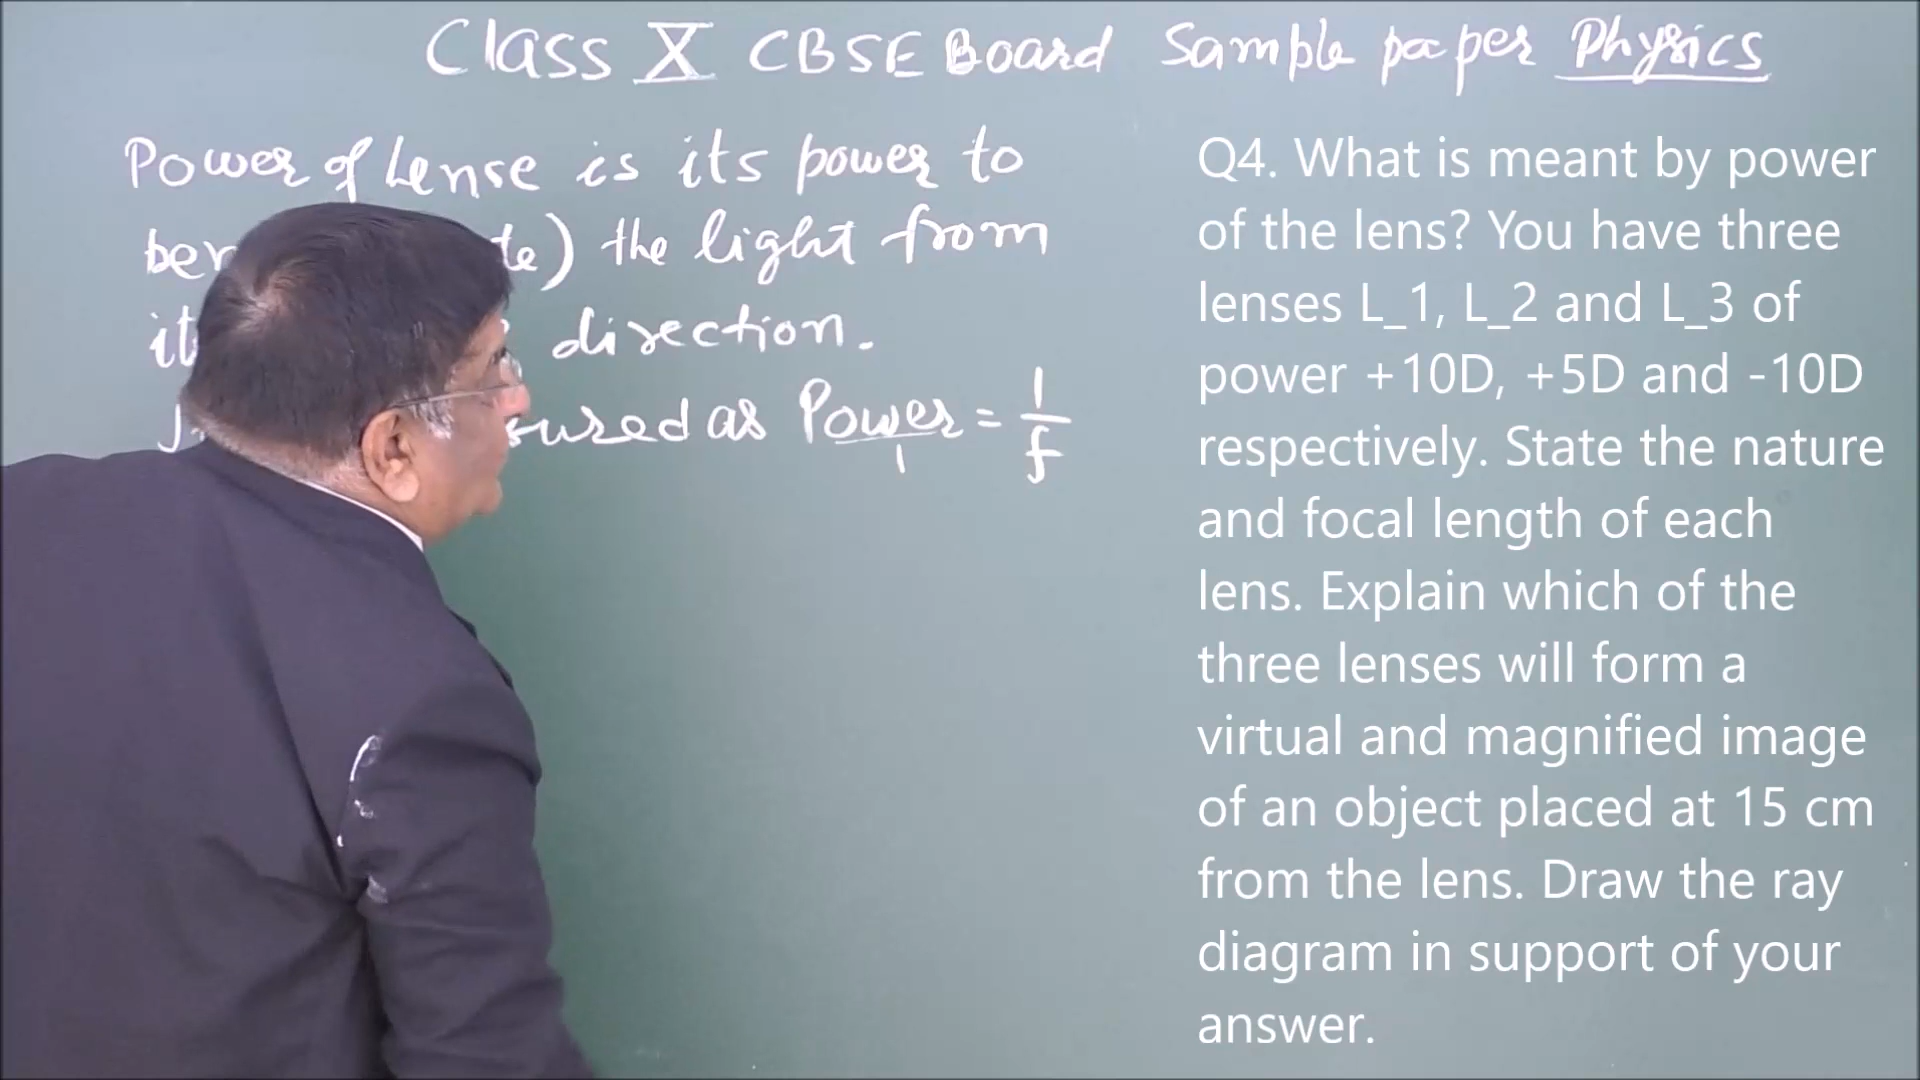 Class X CBSE Board Sample paper Physics
Power of Lense is its power to
the light from
direction.
as Power = 1/f
1
Q4. What is meant by power
of the lens? You have three
lenses L_1, L_2 and L_3 of
power +10D, +5D and -10D
respectively. State the nature
and focal length of each
lens. Explain which of the
three lenses will form a
virtual and magnified image
of an object placed at 15 cm
from the lens. Draw the ray
diagram in support of your
answer.